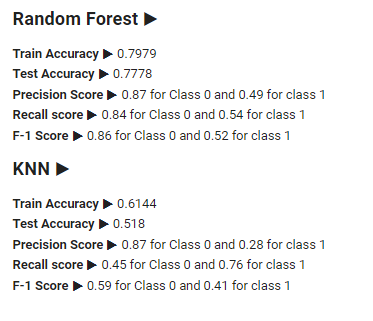 Random Forest ▶
Train Accuracy ▶ 0.7979
Test Accuracy ▶ 0.7778
Precision Score ▶ 0.87 for Class 0 and 0.49 for class 1
Recall score ▶ 0.84 for Class 0 and 0.54 for class 1
F-1 Score ▶ 0.86 for Class 0 and 0.52 for class 1
KNN ▶
Train Accuracy ▶ 0.6144
Test Accuracy ▶ 0.518
Precision Score ▶ 0.87 for Class 0 and 0.28 for class 1
Recall score ▶ 0.45 for Class 0 and 0.76 for class 1
F-1 Score ▶ 0.59 for Class 0 and 0.41 for class 1